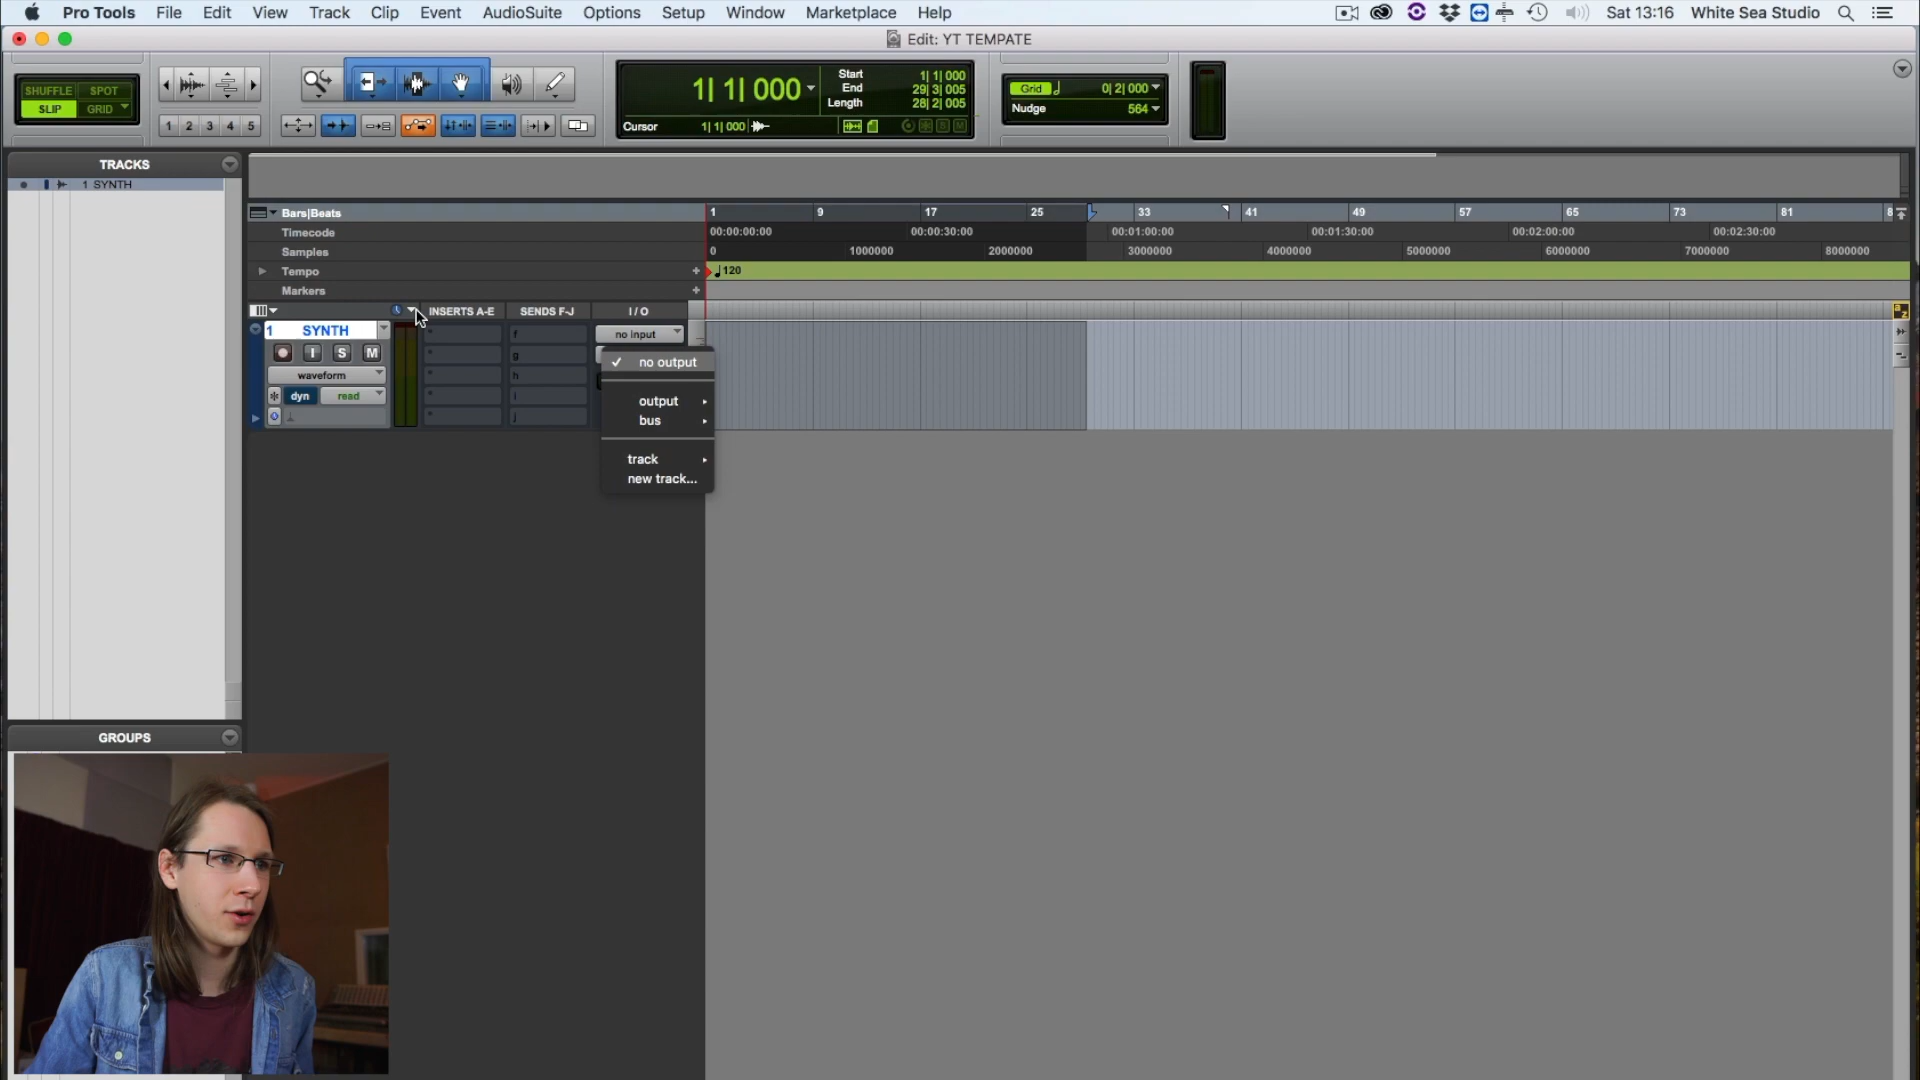 Pro Tools File Edit View Track Clip Event AudioSuite Options Setup Window Marketplace Help Sat 13:16 White Sea Studio
Edit: YT TEMPATE
SHUFFLE SPOT
SLIP GRID
1 2 3 4 5
1| 1| 000
Start 1| 1| 000
End 29| 3| 005
Length 28| 2| 005
Cursor 1| 1| 000
Grid 0| 2| 000
Nudge 564
TRACKS
1 SYNTH
Bars|Beats 1 9 17 25 33 41 49 57 65 73 81 8
Timecode 00:00:00:00 00:00:30:00 00:01:00:00 00:01:30:00 00:02:00:00 00:02:30:00
Samples 0 1000000 2000000 3000000 4000000 5000000 6000000 7000000 8000000
Tempo + 120
Markers +
INSERTS A-E SENDS F-J I / O
1 SYNTH f no input
I S M g
waveform h
dyn read i
j
no output
output
bus
track
new track...
a z
GROUPS